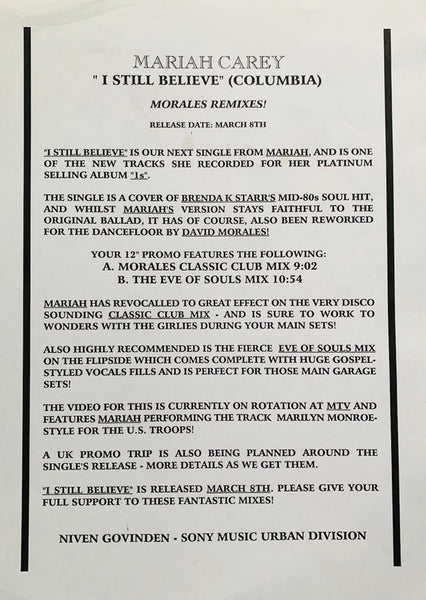 MARIAH CAREY
" I STILL BELIEVE" (COLUMBIA)
MORALES REMIXES!
RELEASE DATE: MARCH 8TH
"I STILL BELIEVE" IS OUR NEXT SINGLE FROM MARIAH, AND IS ONE
OF THE NEW TRACKS SHE RECORDED FOR HER PLATINUM
SELLING ALBUM "1s".
THE SINGLE IS A COVER OF BRENDA K STARR'S MID-80s SOUL HIT,
AND WHILST MARIAH'S VERSION STAYS FAITHFUL TO THE
ORIGINAL BALLAD, IT HAS OF COURSE, ALSO BEEN REWORKED
FOR THE DANCEFLOOR BY DAVID MORALES!
YOUR 12" PROMO FEATURES THE FOLLOWING:
A. MORALES CLASSIC CLUB MIX 9:02
B. THE EVE OF SOULS MIX 10:54
MARIAH HAS REVOCALLED TO GREAT EFFECT ON THE VERY DISCO
SOUNDING CLASSIC CLUB MIX - AND IS SURE TO WORK TO
WONDERS WITH THE GIRLIES DURING YOUR MAIN SETS!
ALSO HIGHLY RECOMMENDED IS THE FIERCE EVE OF SOULS MIX
ON THE FLIPSIDE WHICH COMES COMPLETE WITH HUGE GOSPEL-
STYLED VOCALS FILLS AND IS PERFECT FOR THOSE MAIN GARAGE
SETS!
THE VIDEO FOR THIS IS CURRENTLY ON ROTATION AT MTV AND
FEATURES MARIAH PERFORMING THE TRACK MARILYN MONROE-
STYLE FOR THE U.S. TROOPS!
A UK PROMO TRIP IS ALSO BEING PLANNED AROUND THE
SINGLE'S RELEASE - MORE DETAILS AS WE GET THEM.
"I STILL BELIEVE" IS RELEASED MARCH 8TH. PLEASE GIVE YOUR
FULL SUPPORT TO THESE FANTASTIC MIXES!
NIVEN GOVINDEN - SONY MUSIC URBAN DIVISION